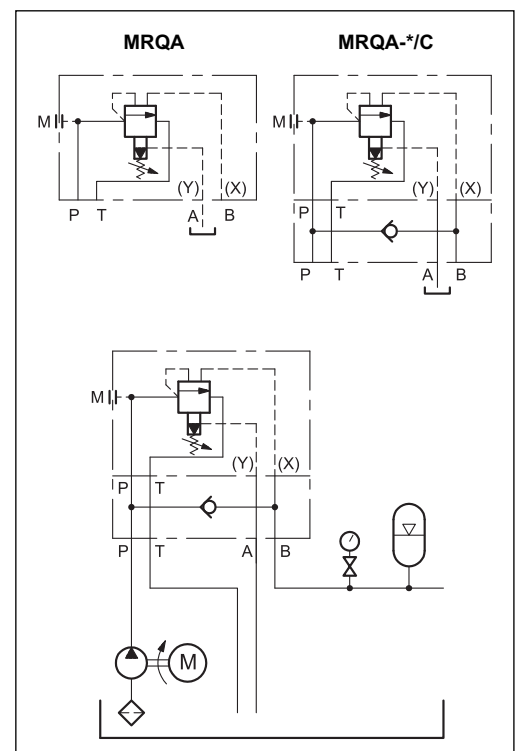 MRQA MRQA-*/C
M M
(Y) (X) (Y) (X)
P T A B P T
P T A B
M
(Y) (X)
P T
P T A B
M